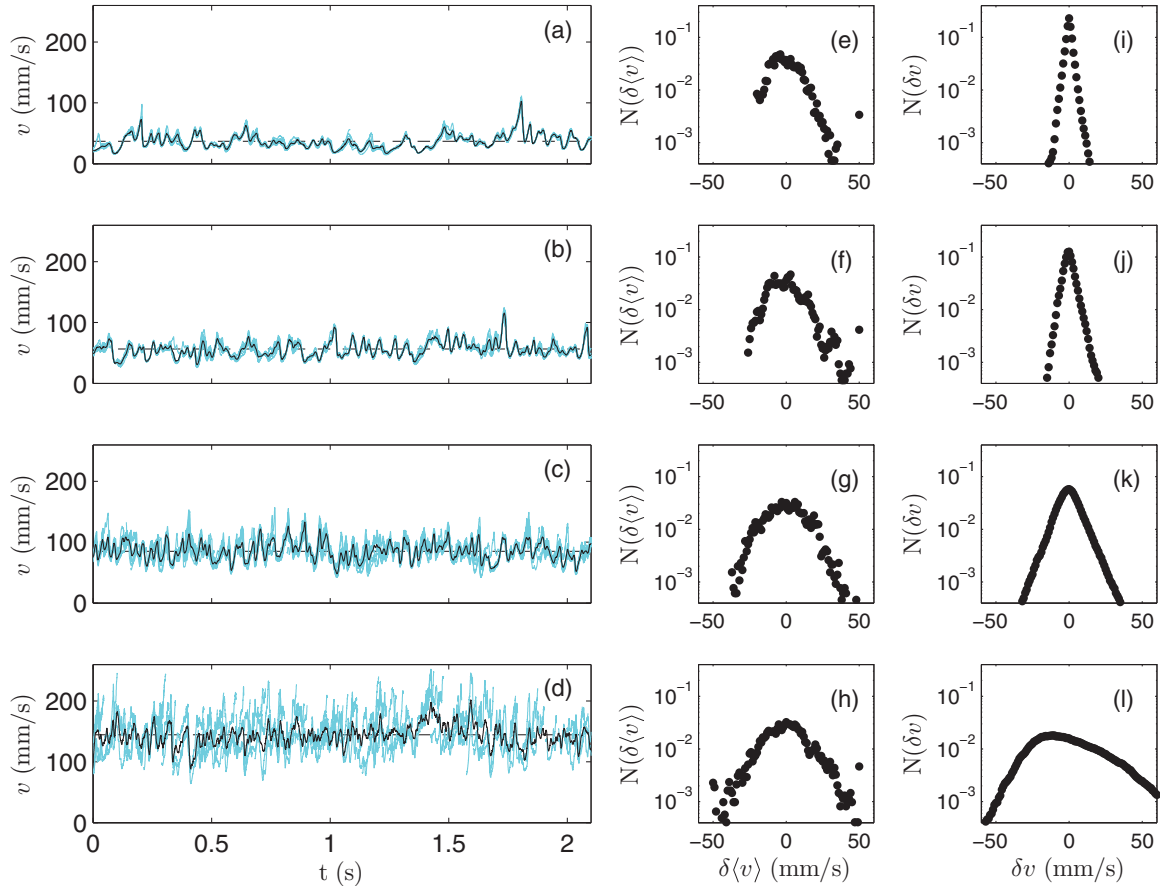 v (mm/s)
200
100
0
(a)
N(δ⟨v⟩)
10⁻¹
10⁻²
10⁻³
(e)
−50 0 50
N(δv)
10⁻¹
10⁻²
10⁻³
(i)
−50 0 50
v (mm/s)
200
100
0
(b)
N(δ⟨v⟩)
10⁻¹
10⁻²
10⁻³
(f)
−50 0 50
N(δv)
10⁻¹
10⁻²
10⁻³
(j)
−50 0 50
v (mm/s)
200
100
0
(c)
N(δ⟨v⟩)
10⁻¹
10⁻²
10⁻³
(g)
−50 0 50
N(δv)
10⁻¹
10⁻²
10⁻³
(k)
−50 0 50
v (mm/s)
200
100
0
(d)
0 0.5 1 1.5 2
t (s)
N(δ⟨v⟩)
10⁻¹
10⁻²
10⁻³
(h)
−50 0 50
δ⟨v⟩ (mm/s)
N(δv)
10⁻¹
10⁻²
10⁻³
(l)
−50 0 50
δv (mm/s)